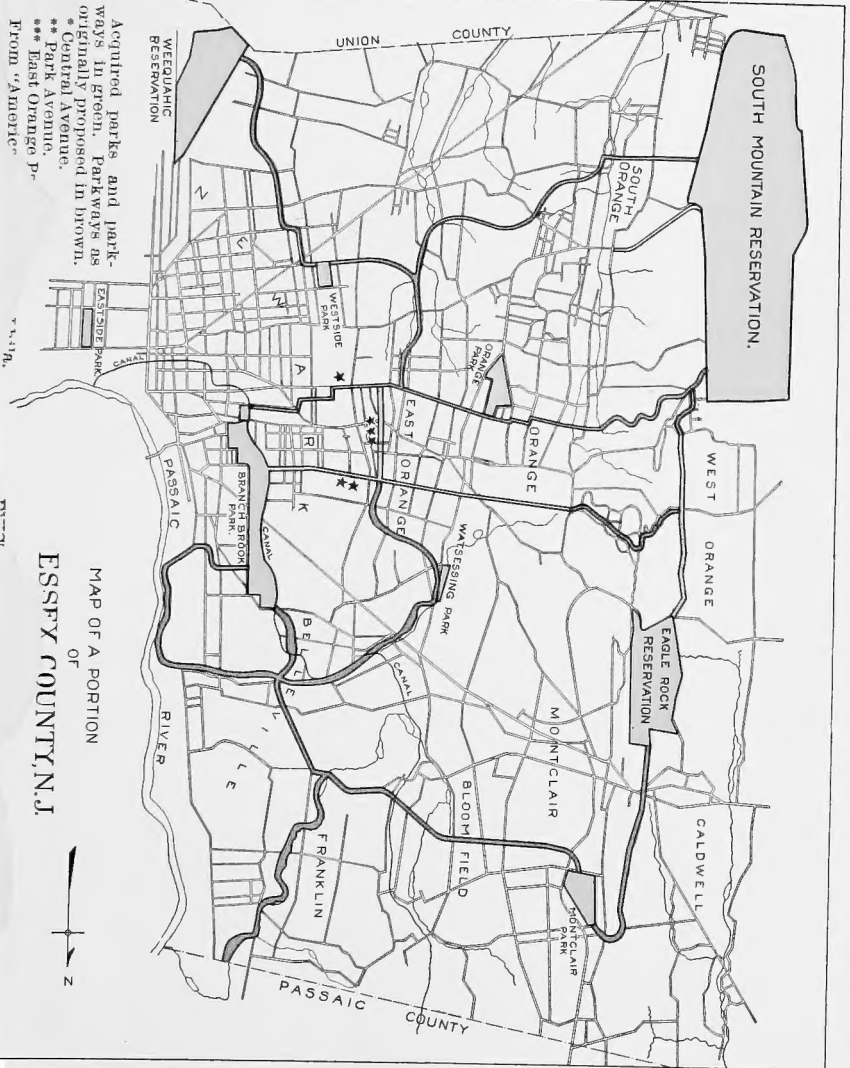 MAP OF A PORTION
OF
ESSEX COUNTY, N.J.
N
Acquired parks and park-
ways in green. Parkways as
originally proposed in brown.
* Central Avenue.
** Park Avenue.
*** East Orange
From
UNION COUNTY
SOUTH MOUNTAIN RESERVATION.
WEEQUAHIC
RESERVATION
SOUTH
ORANGE
NEWARK
WESTSIDE
PARK
EASTSIDE PARK
CANAL
ORANGE
PARK
EAST ORANGE
ORANGE
WEST ORANGE
BRANCH BROOK
PARK
CANAL
PASSAIC RIVER
WATSESSING PARK
EAGLE ROCK
RESERVATION
BELLEVILLE
CANAL
MONTCLAIR
BLOOMFIELD
CALDWELL
FRANKLIN
MONTCLAIR
PARK
PASSAIC COUNTY